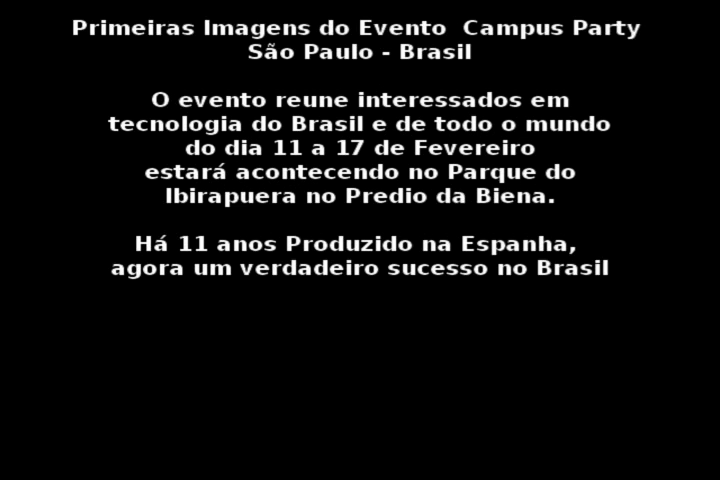 Primeiras Imagens do Evento  Campus Party
São Paulo - Brasil
O evento reune interessados em
tecnologia do Brasil e de todo o mundo
do dia 11 a 17 de Fevereiro
estará acontecendo no Parque do
Ibirapuera no Predio da Biena.
Há 11 anos Produzido na Espanha,
agora um verdadeiro sucesso no Brasil